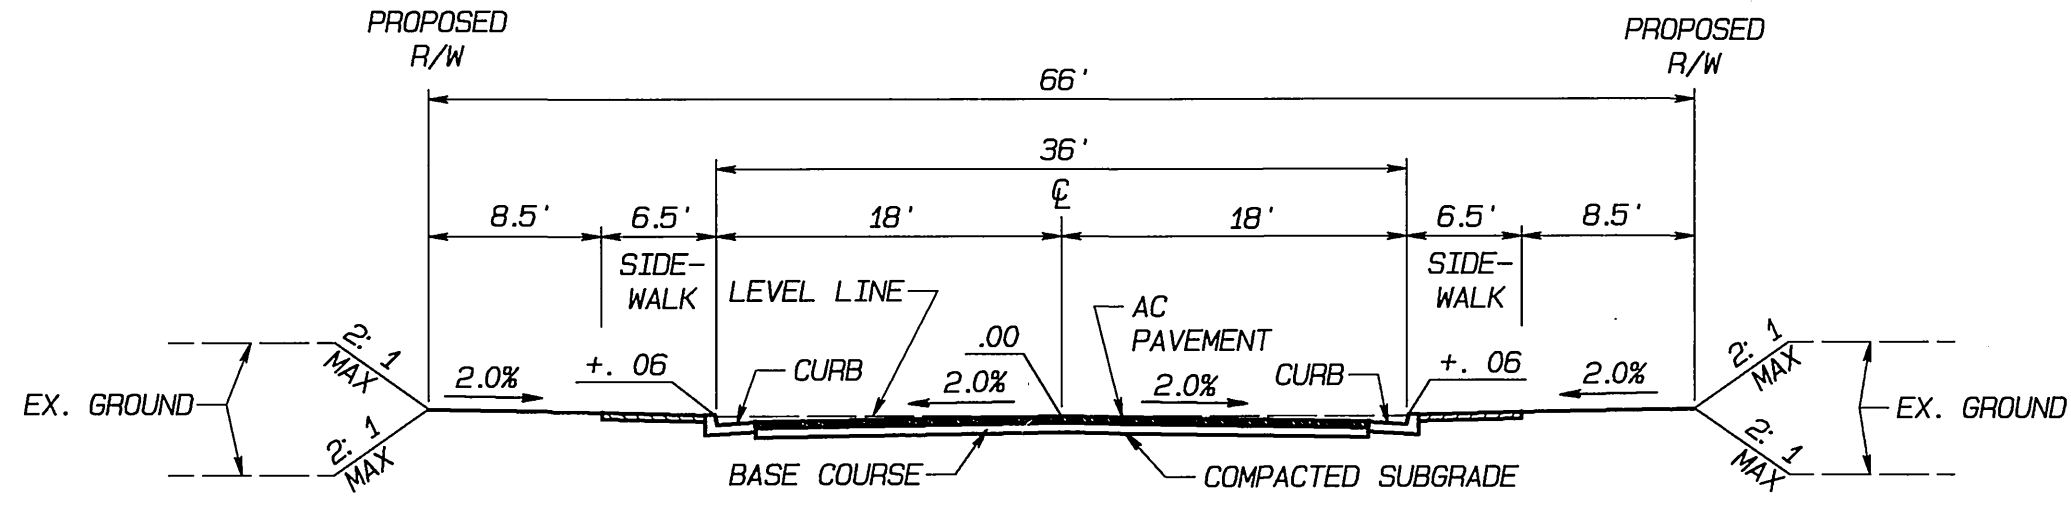 PROPOSED
R/W
PROPOSED
R/W
66'
36'
℄
8.5'
6.5'
18'
18'
6.5'
8.5'
SIDE-
WALK
SIDE-
WALK
LEVEL LINE
AC
PAVEMENT
.00
2: 1
MAX
2: 1
MAX
2.0%
+. 06
CURB
2.0%
2.0%
CURB
+. 06
2.0%
EX. GROUND
EX. GROUND
2: 1
MAX
2: 1
MAX
BASE COURSE
COMPACTED SUBGRADE